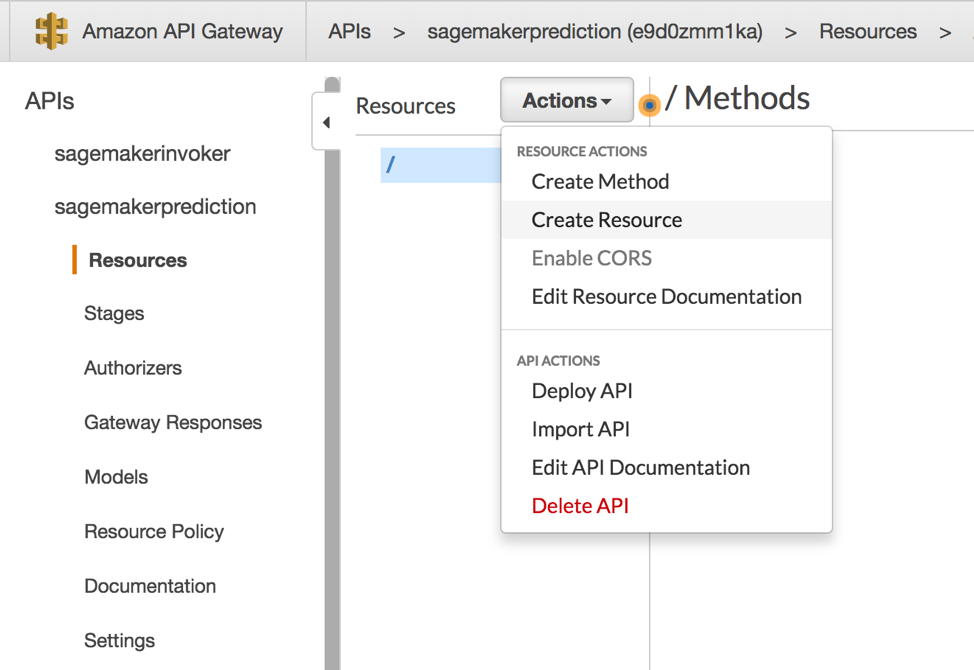 Amazon API Gateway APIs > sagemakerprediction (e9d0zmm1ka) > Resources >
APIs
sagemakerinvoker
sagemakerprediction
Resources
Stages
Authorizers
Gateway Responses
Models
Resource Policy
Documentation
Settings
Resources Actions / Methods
/
RESOURCE ACTIONS
Create Method
Create Resource
Enable CORS
Edit Resource Documentation
API ACTIONS
Deploy API
Import API
Edit API Documentation
Delete API